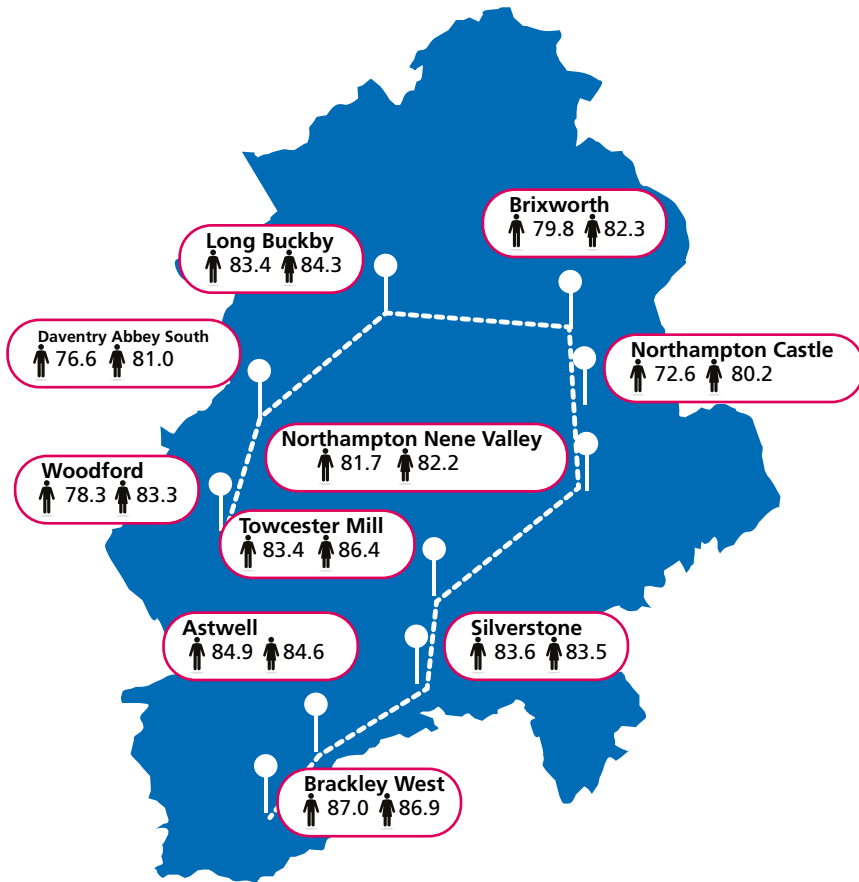 Brixworth
79.8 82.3
Long Buckby
83.4 84.3
Daventry Abbey South
76.6 81.0
Northampton Castle
72.6 80.2
Northampton Nene Valley
81.7 82.2
Woodford
78.3 83.3
Towcester Mill
83.4 86.4
Astwell
84.9 84.6
Silverstone
83.6 83.5
Brackley West
87.0 86.9